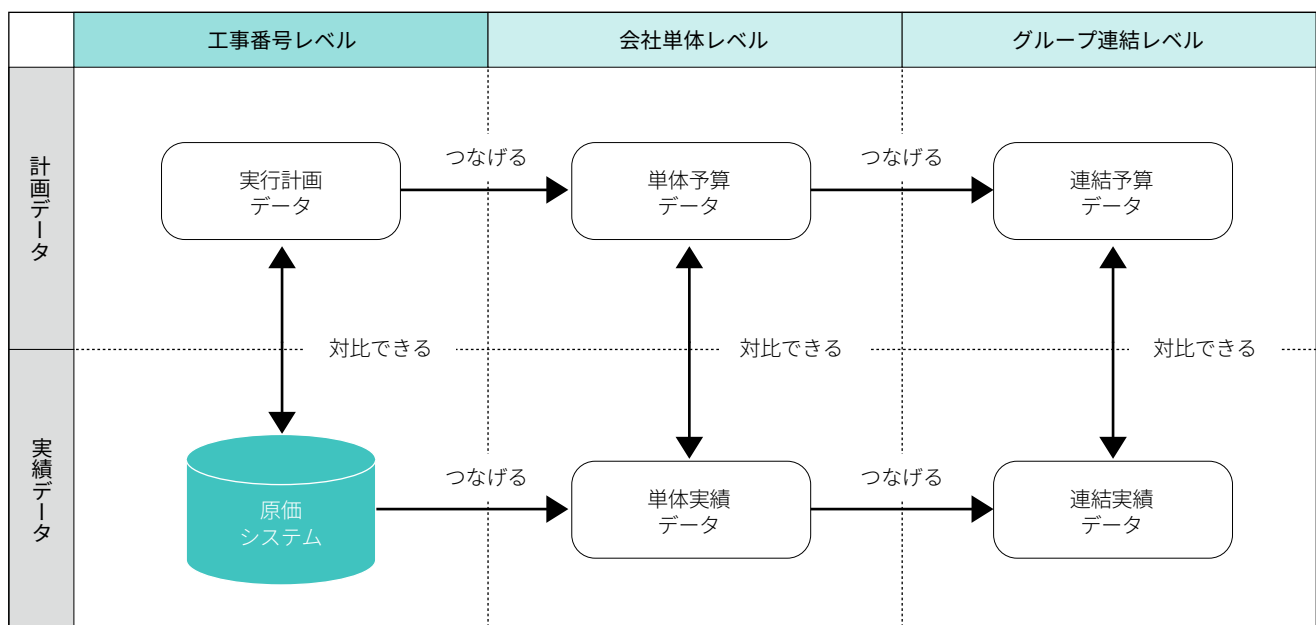 工事番号レベル
会社単体レベル
グループ連結レベル
計画データ
実行計画
データ
つなげる
単体予算
データ
つなげる
連結予算
データ
対比できる
対比できる
対比できる
実績データ
原価
システム
つなげる
単体実績
データ
つなげる
連結実績
データ